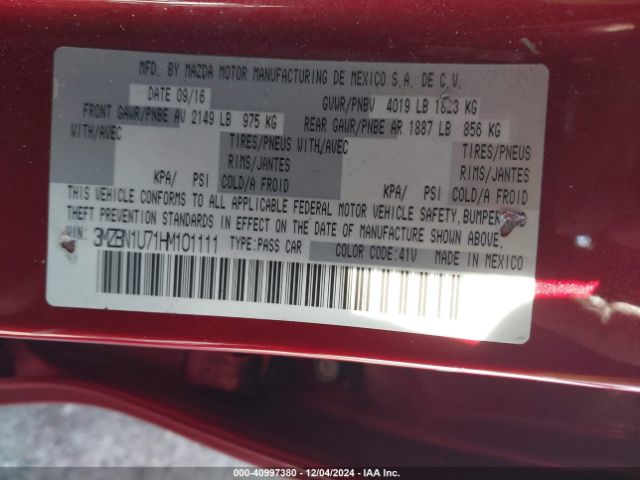 MFD. BY MAZDA MOTOR MANUFACTURING DE MEXICO S.A. DE C.V.
DATE 09/16 GVWR/PNBV 4019 LB 1823 KG
FRONT GAWR/PNBE AV 2149 LB 975 KG REAR GAWR/PNBE AR 1887 LB 856 KG
WITH/AVEC TIRES/PNEUS WITH/AVEC TIRES/PNEUS
RIMS/JANTES RIMS/JANTES
KPA/ PSI COLD/A FROID KPA/ PSI COLD/A FROID
THIS VEHICLE CONFORMS TO ALL APPLICABLE FEDERAL MOTOR VEHICLE SAFETY, BUMPER
THEFT PREVENTION STANDARDS IN EFFECT ON THE DATE OF MANUFACTURE SHOWN ABOVE,
VIN: 3MZBN1U71HM101111 TYPE:PASS CAR COLOR CODE:41V MADE IN MEXICO
000-40997380 - 12/04/2024 - IAA Inc.